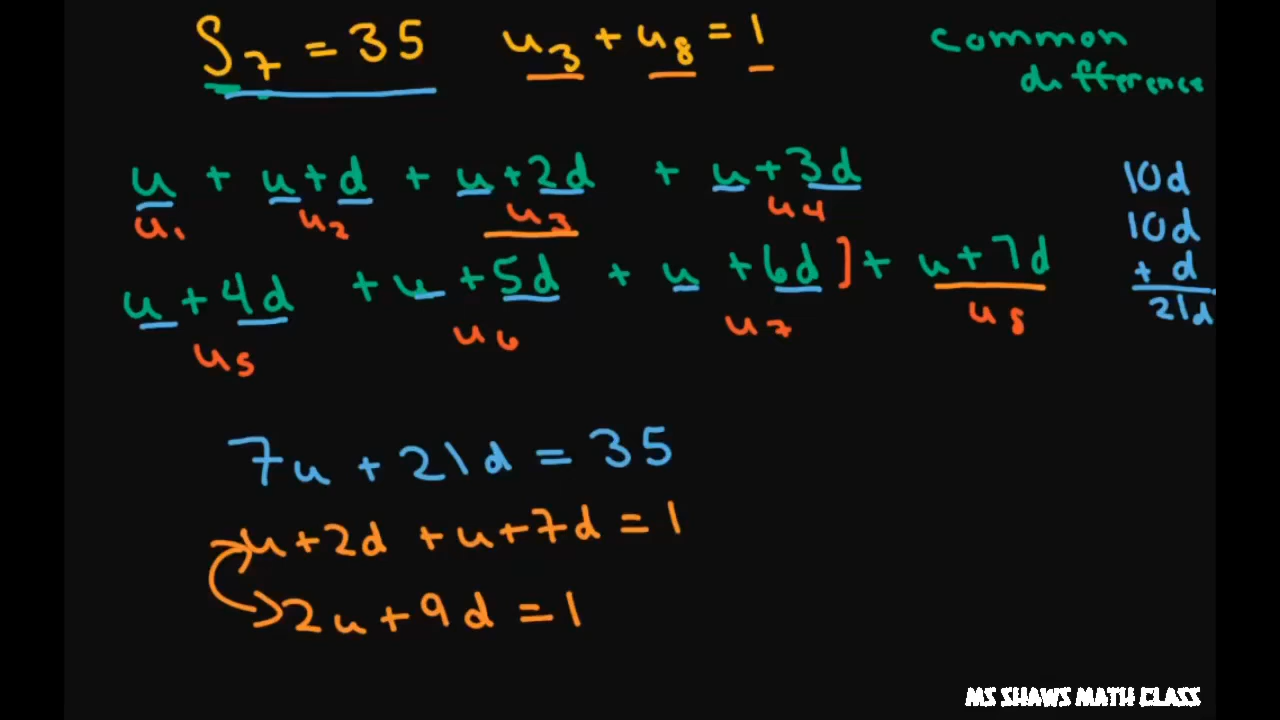 S₇ = 35 u₃ + u₈ = 1 common
difference
u + u + d + u + 2d + u + 3d
u₁ u₂ u₃ u₄
u + 4d + u + 5d + u + 6d ] + u + 7d
u₅ u₆ u₇ u₈
10d
10d
+ d
21d
7u + 21d = 35
u + 2d + u + 7d = 1
2u + 9d = 1
MS SHAWS MATH CLASS